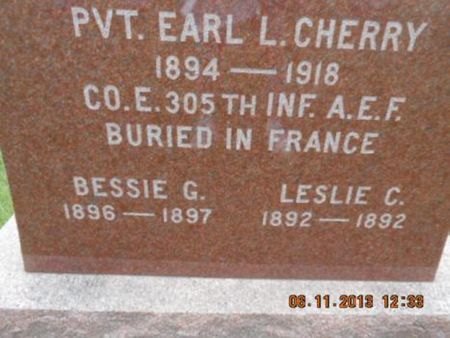 PVT. EARL L. CHERRY
1894 — 1918
CO. E. 305TH INF. A.E.F.
BURIED IN FRANCE
BESSIE G. LESLIE C.
1896 — 1897 1892 — 1892
06.11.2013 12:33